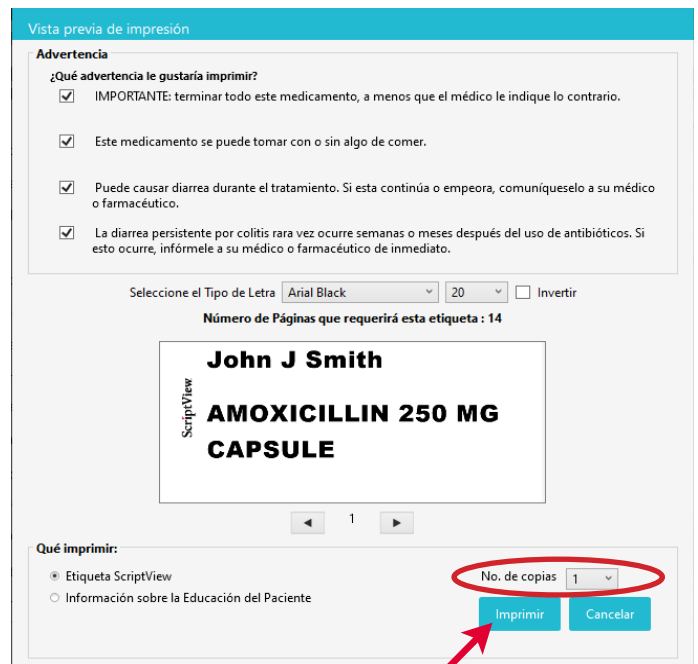 Vista previa de impresión
Advertencia
¿Qué advertencia le gustaría imprimir?
IMPORTANTE: terminar todo este medicamento, a menos que el médico le indique lo contrario.
Este medicamento se puede tomar con o sin algo de comer.
Puede causar diarrea durante el tratamiento. Si esta continúa o empeora, comuníqueselo a su médico
o farmacéutico.
La diarrea persistente por colitis rara vez ocurre semanas o meses después del uso de antibióticos. Si
esto ocurre, infórmele a su médico o farmacéutico de inmediato.
Seleccione el Tipo de Letra Arial Black 20 Invertir
Número de Páginas que requerirá esta etiqueta : 14
ScriptView
John J Smith
AMOXICILLIN 250 MG
CAPSULE
1
Qué imprimir:
Etiqueta ScriptView
No. de copias 1
Información sobre la Educación del Paciente
Imprimir Cancelar